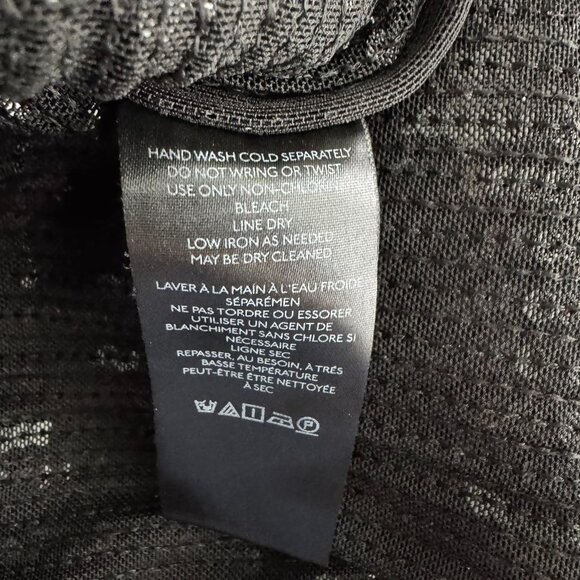 HAND WASH COLD SEPARATELY
DO NOT WRING OR TWIST
USE ONLY NON-CHLORINE
BLEACH
LINE DRY
LOW IRON AS NEEDED
MAY BE DRY CLEANED
LAVER À LA MAIN À L'EAU FROIDE
SÉPARÉMEN
NE PAS TORDRE OU ESSORER
UTILISER UN AGENT DE
BLANCHIMENT SANS CHLORE SI
NÉCESSAIRE
LIGNE SEC
REPASSER, AU BESOIN, À TRÉS
BASSE TEMPÉRATURE
PEUT-ÊTRE ÊTRE NETTOYÉE
À SEC
P